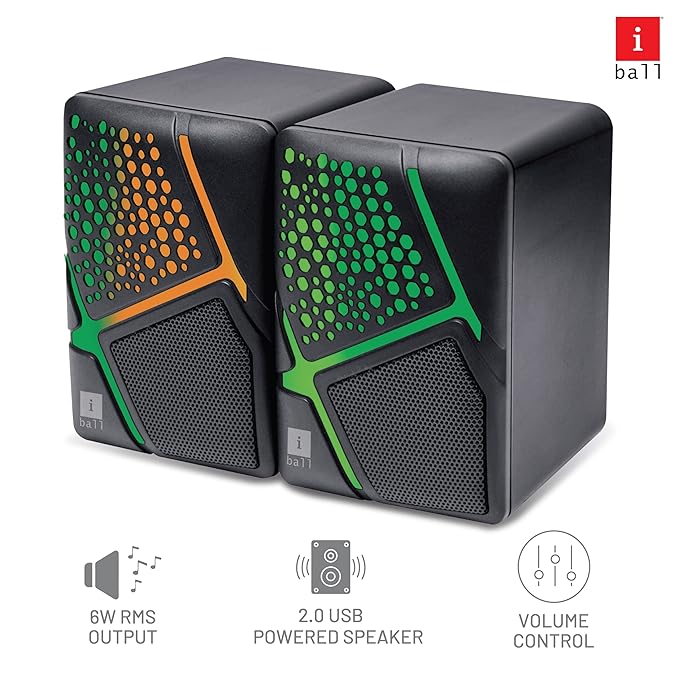 i
ball
i
ball
i
ball
6W RMS
OUTPUT
2.0 USB
POWERED SPEAKER
VOLUME
CONTROL